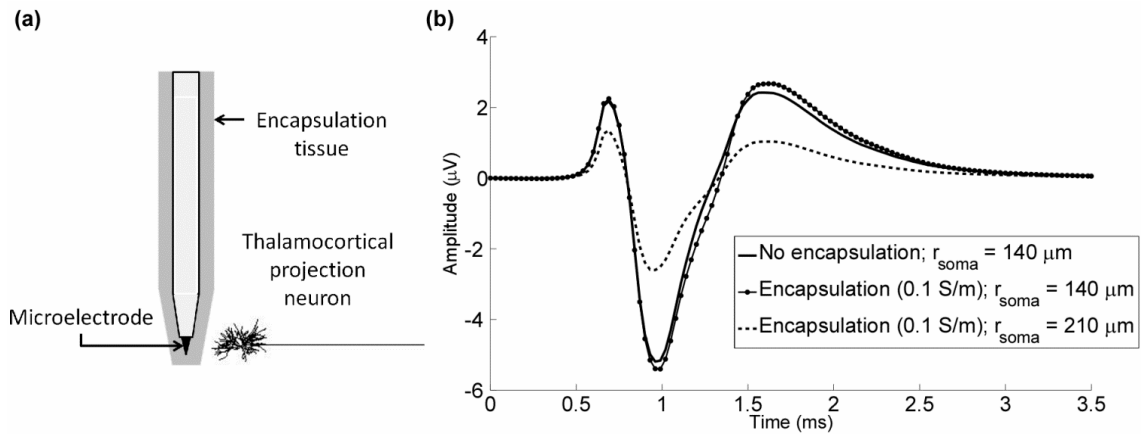 (a)
Encapsulation
tissue
Thalamocortical
projection
neuron
Microelectrode
(b)
Amplitude (µV)
4
2
0
-2
-4
-6
0
0.5
1
1.5
2
2.5
3
3.5
Time (ms)
No encapsulation; r_soma = 140 µm
Encapsulation (0.1 S/m); r_soma = 140 µm
Encapsulation (0.1 S/m); r_soma = 210 µm